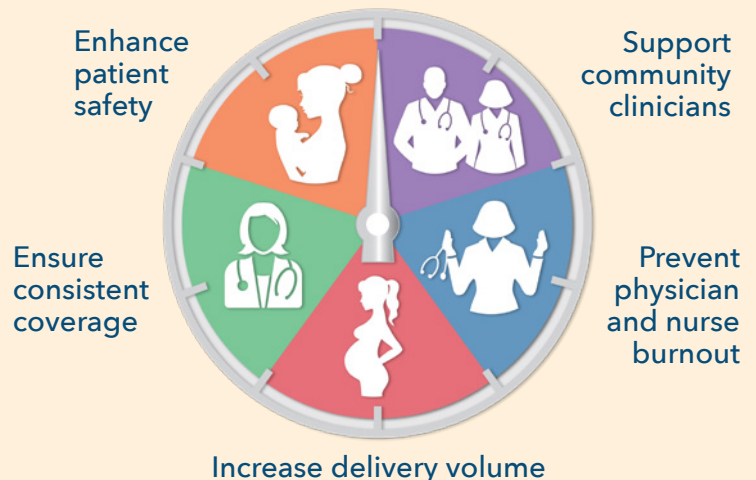 Enhance
patient
safety
Support
community
clinicians
Ensure
consistent
coverage
Prevent
physician
and nurse
burnout
Increase delivery volume